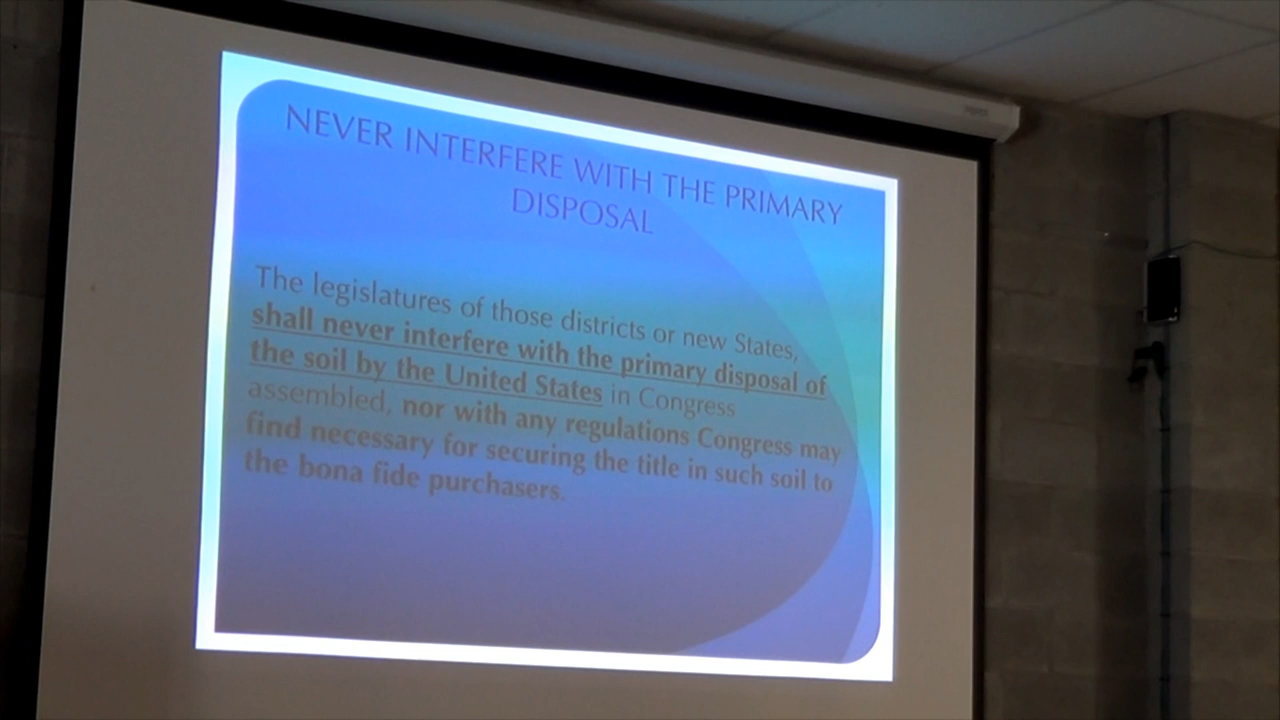 NEVER INTERFERE WITH THE PRIMARY
DISPOSAL
The legislatures of those districts or new States,
shall never interfere with the primary disposal of
the soil by the United States in Congress
assembled, nor with any regulations Congress may
find necessary for securing the title in such soil to
the bona fide purchasers.